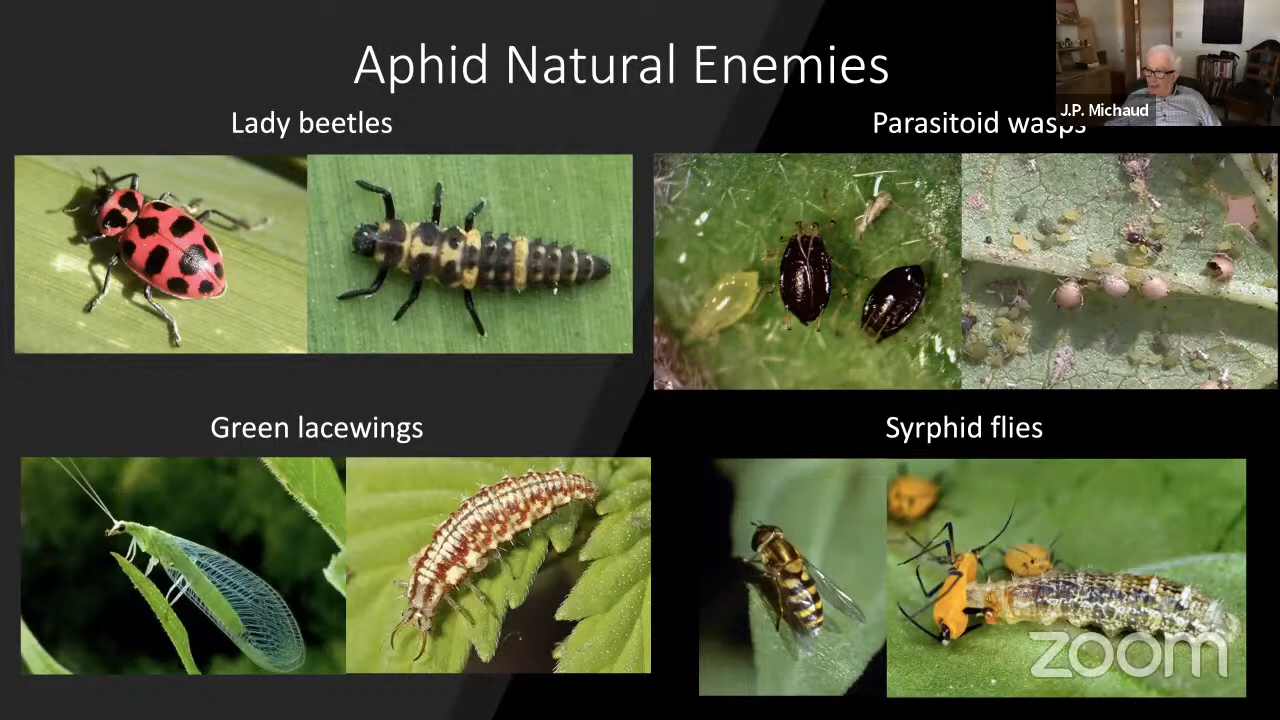 Aphid Natural Enemies
Lady beetles
Parasitoid wasps
J.P. Michaud
Green lacewings
Syrphid flies
zoom